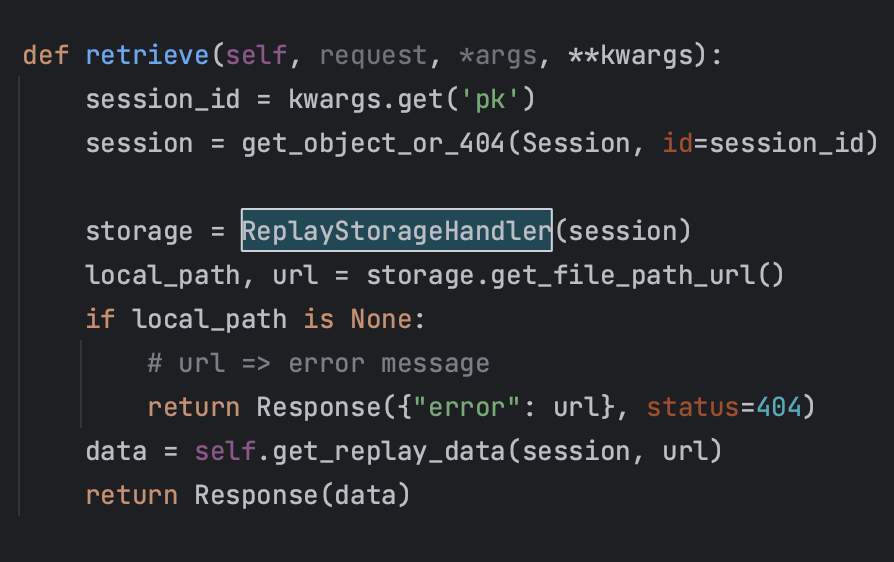 def retrieve(self, request, *args, **kwargs):
    session_id = kwargs.get('pk')
    session = get_object_or_404(Session, id=session_id)

    storage = ReplayStorageHandler(session)
    local_path, url = storage.get_file_path_url()
    if local_path is None:
        # url => error message
        return Response({"error": url}, status=404)
    data = self.get_replay_data(session, url)
    return Response(data)